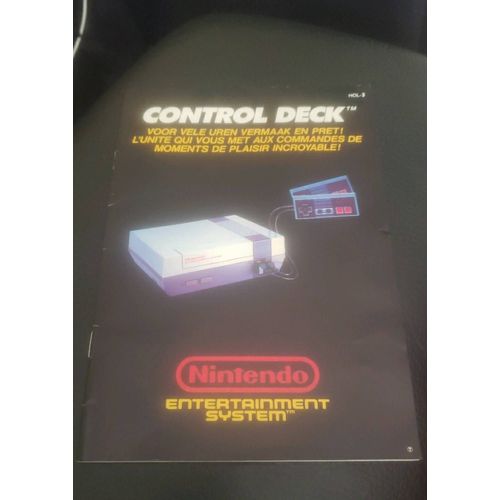 HOL-3
CONTROL DECK™
VOOR VELE UREN VERMAAK EN PRET!
L'UNITE QUI VOUS MET AUX COMMANDES DE
MOMENTS DE PLAISIR INCROYABLE!
Nintendo
ENTERTAINMENT
SYSTEM™